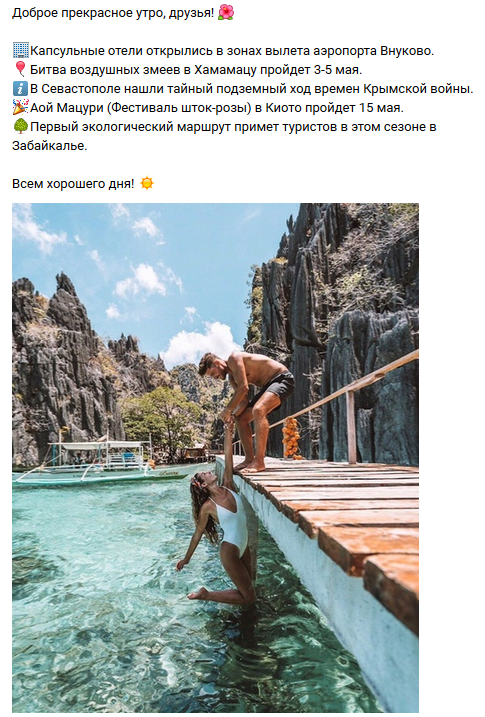 Доброе прекрасное утро, друзья! 🌺
🏢Капсульные отели открылись в зонах вылета аэропорта Внуково.
🎈Битва воздушных змеев в Хамамацу пройдет 3-5 мая.
ℹ️В Севастополе нашли тайный подземный ход времен Крымской войны.
🎉Аой Мацури (Фестиваль шток-розы) в Киото пройдет 15 мая.
🌳Первый экологический маршрут примет туристов в этом сезоне в
Забайкалье.
Всем хорошего дня! ☀️